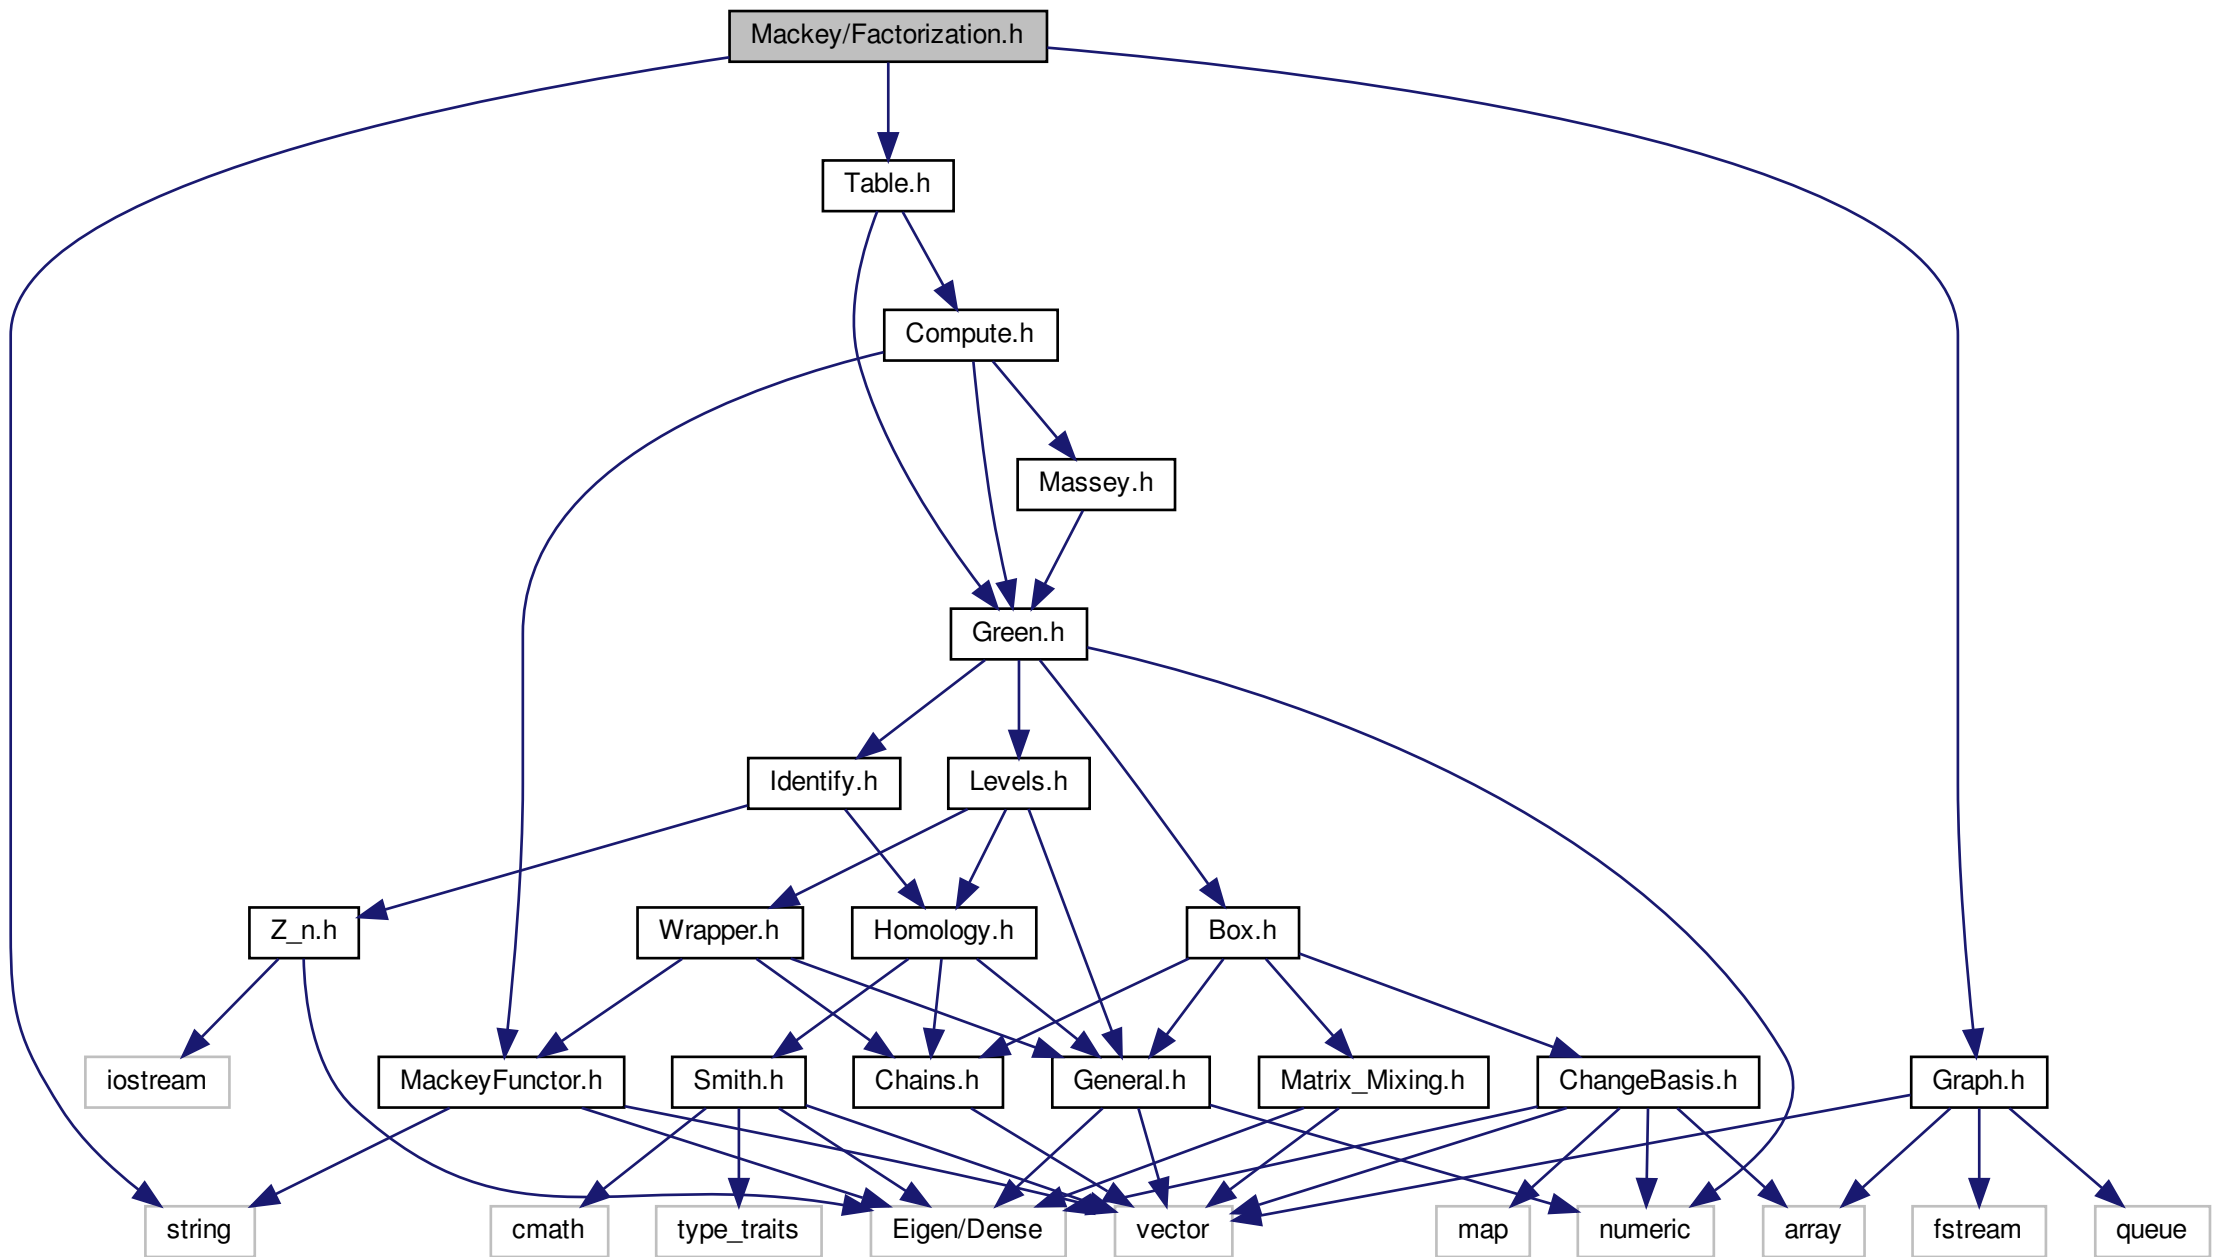 Mackey/Factorization.h
Table.h
Compute.h
Massey.h
Green.h
Identify.h
Levels.h
Z_n.h
Wrapper.h
Homology.h
Box.h
iostream
MackeyFunctor.h
Smith.h
Chains.h
General.h
Matrix_Mixing.h
ChangeBasis.h
Graph.h
string
cmath
type_traits
Eigen/Dense
vector
map
numeric
array
fstream
queue